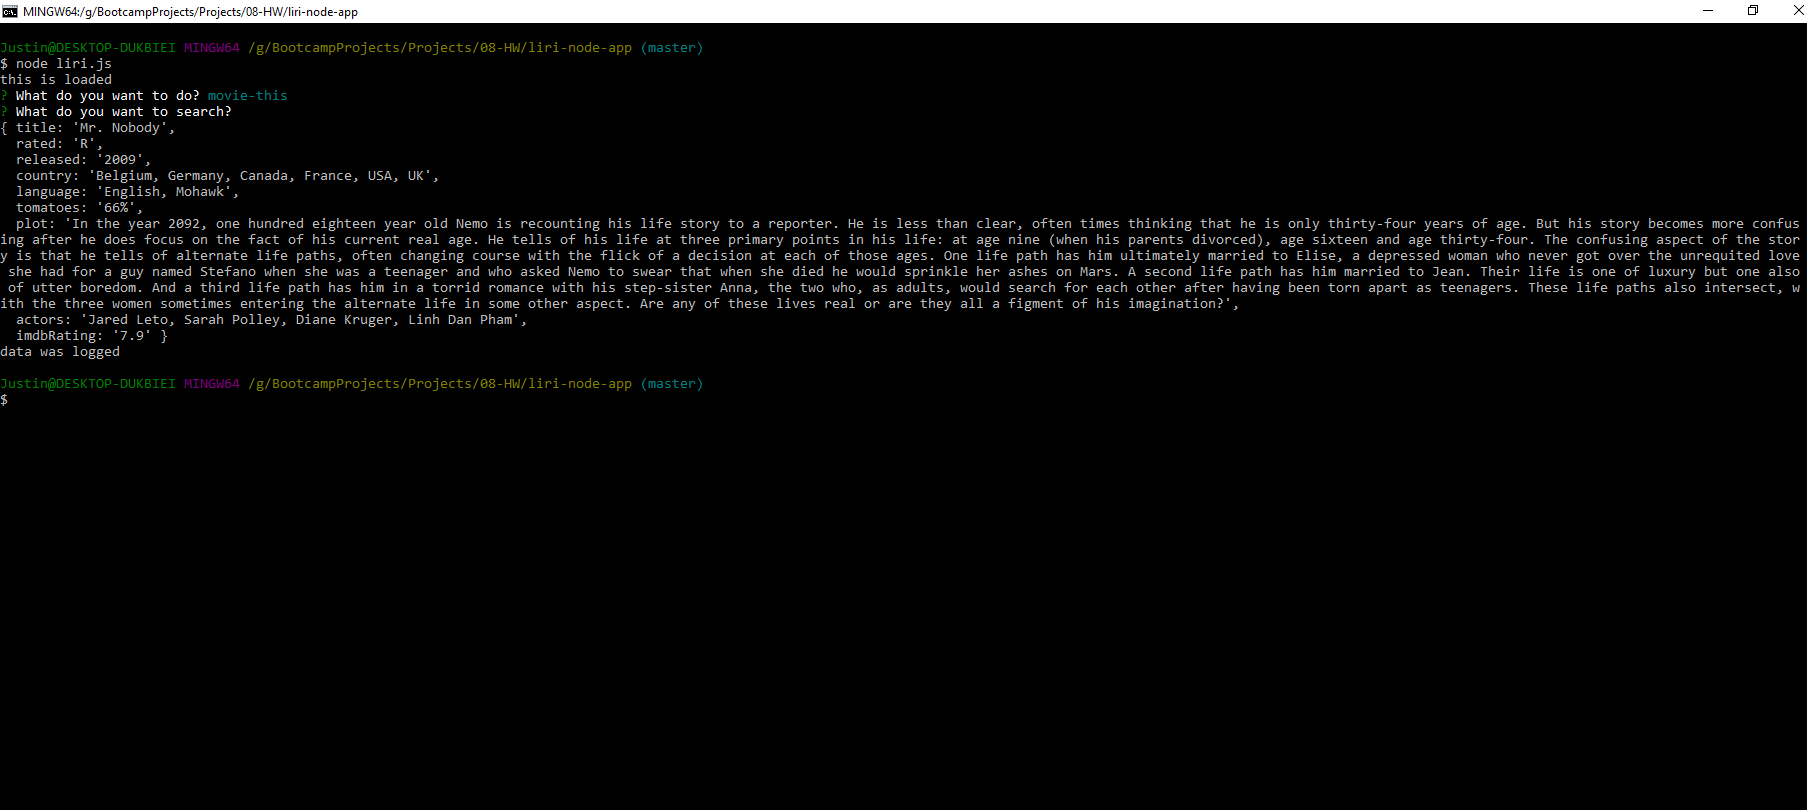 MINGW64:/g/BootcampProjects/Projects/08-HW/liri-node-app
Justin@DESKTOP-DUKBIEI MINGW64 /g/BootcampProjects/Projects/08-HW/liri-node-app (master)
$ node liri.js
this is loaded
? What do you want to do? movie-this
? What do you want to search?
{ title: 'Mr. Nobody',
  rated: 'R',
  released: '2009',
  country: 'Belgium, Germany, Canada, France, USA, UK',
  language: 'English, Mohawk',
  tomatoes: '66%',
  plot: 'In the year 2092, one hundred eighteen year old Nemo is recounting his life story to a reporter. He is less than clear, often times thinking that he is only thirty-four years of age. But his story becomes more confus
ing after he does focus on the fact of his current real age. He tells of his life at three primary points in his life: at age nine (when his parents divorced), age sixteen and age thirty-four. The confusing aspect of the stor
y is that he tells of alternate life paths, often changing course with the flick of a decision at each of those ages. One life path has him ultimately married to Elise, a depressed woman who never got over the unrequited love
 she had for a guy named Stefano when she was a teenager and who asked Nemo to swear that when she died he would sprinkle her ashes on Mars. A second life path has him married to Jean. Their life is one of luxury but one also
 of utter boredom. And a third life path has him in a torrid romance with his step-sister Anna, the two who, as adults, would search for each other after having been torn apart as teenagers. These life paths also intersect, w
ith the three women sometimes entering the alternate life in some other aspect. Are any of these lives real or are they all a figment of his imagination?',
  actors: 'Jared Leto, Sarah Polley, Diane Kruger, Linh Dan Pham',
  imdbRating: '7.9' }
data was logged
Justin@DESKTOP-DUKBIEI MINGW64 /g/BootcampProjects/Projects/08-HW/liri-node-app (master)
$